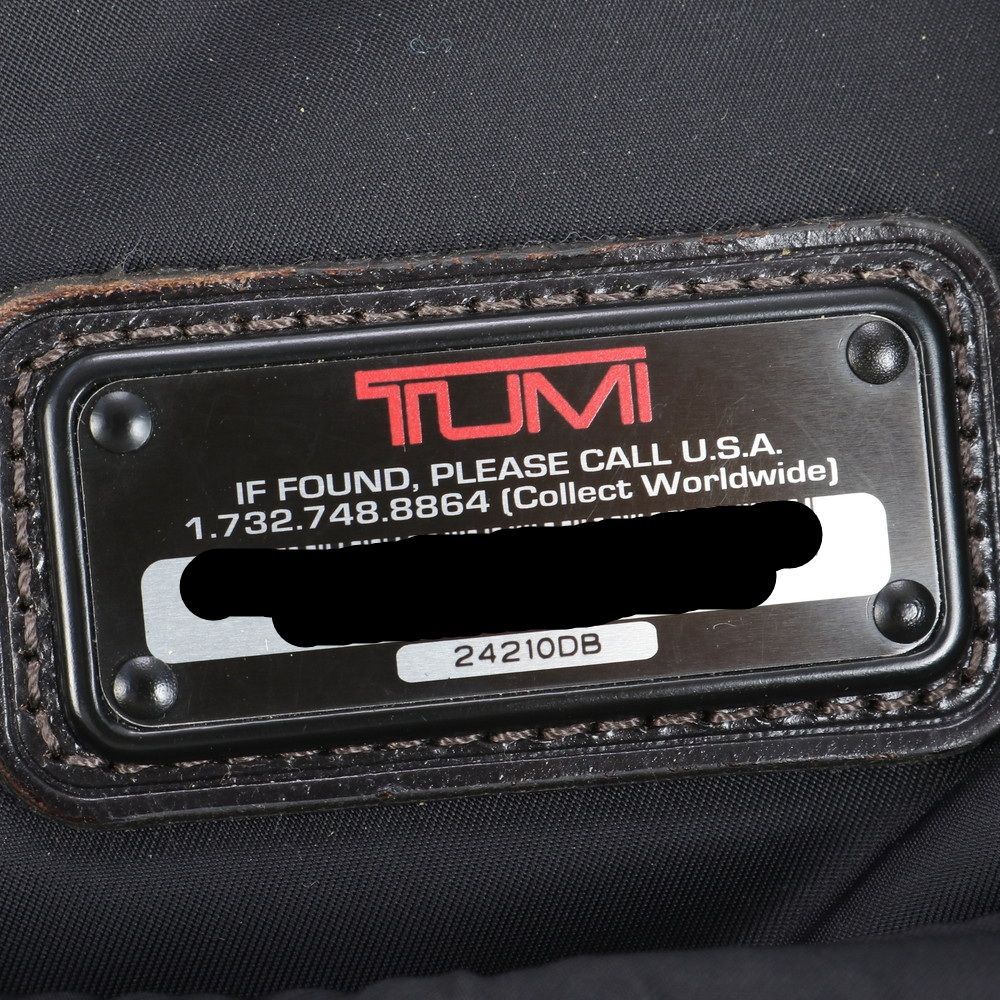 TUMI
IF FOUND, PLEASE CALL U.S.A.
1.732.748.8864 (Collect Worldwide)
24210DB